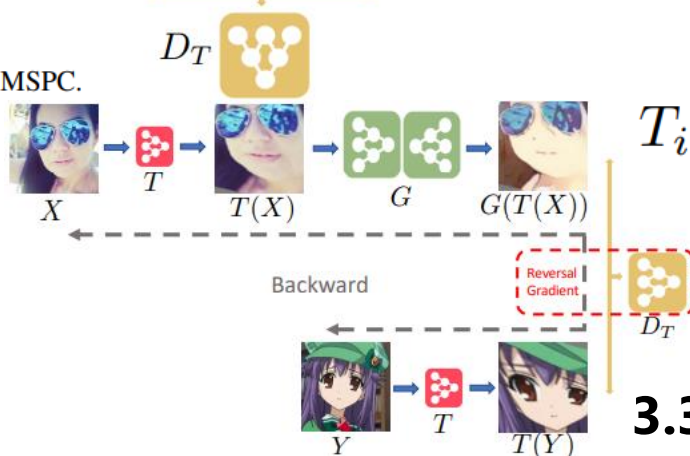 D_T
MSPC.
X
T
T(X)
G
G(T(X))
T_i
Backward
Reversal
Gradient
D_T
Y
T
T(Y)
3.3